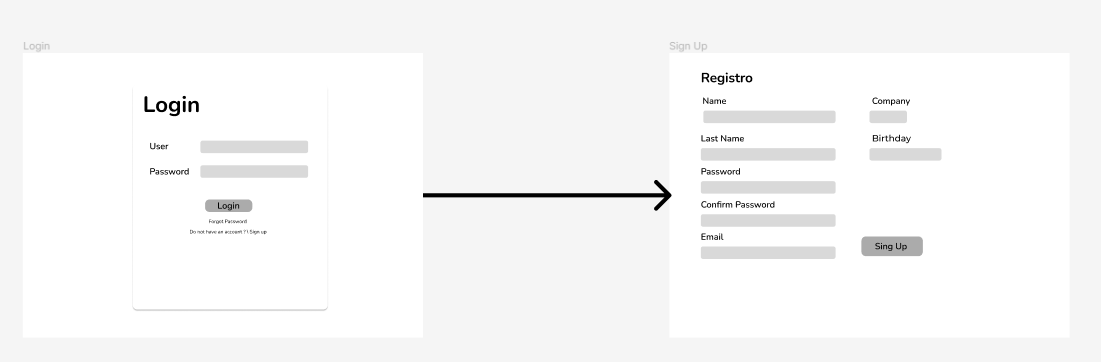 Login
Login
User
Password
Login
Forgot Password
Do not have an account ? ! Sign up
Sign Up
Registro
Name
Company
Last Name
Birthday
Password
Confirm Password
Email
Sing Up